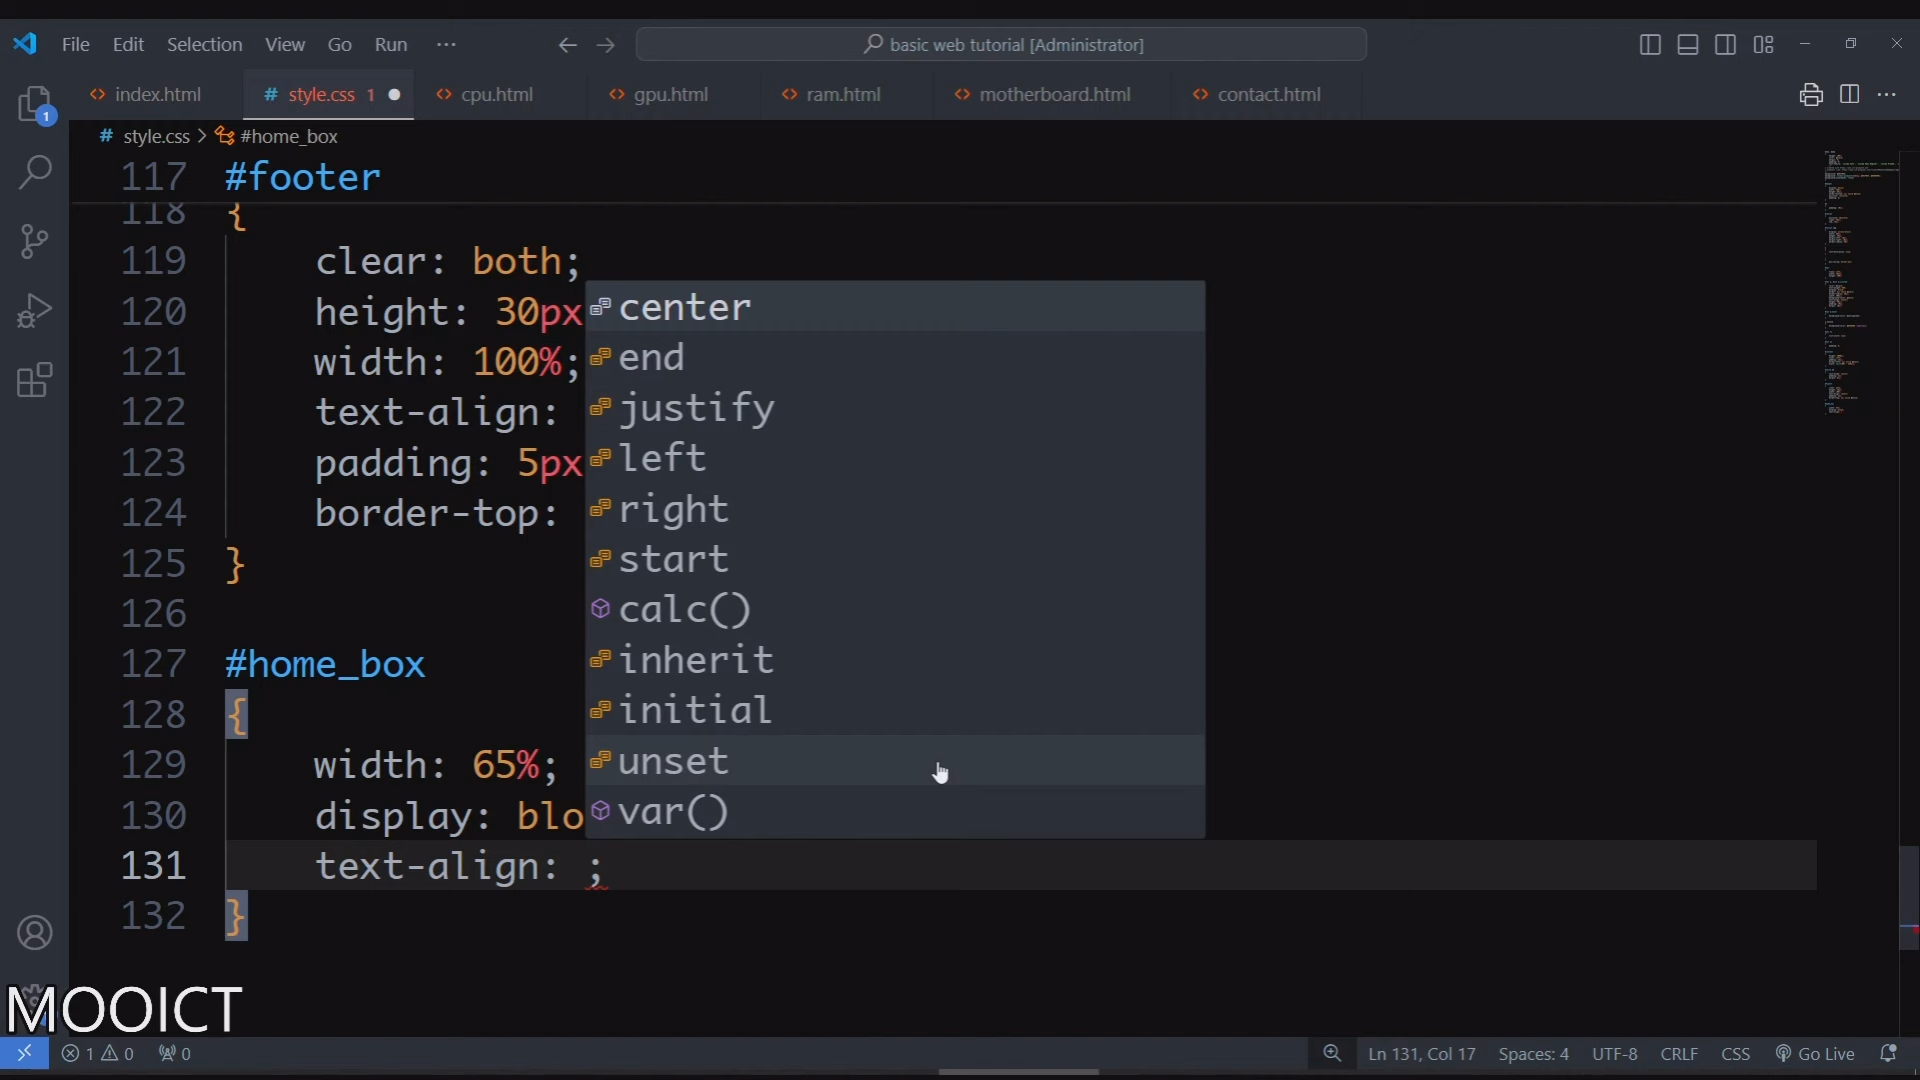 File Edit Selection View Go Run ···
basic web tutorial [Administrator]
index.html
style.css 1
cpu.html
gpu.html
ram.html
motherboard.html
contact.html
1
# style.css > #home_box
117 #footer
118 {
119 clear: both;
120 height: 30px
121 width: 100%;
122 text-align:
123 padding: 5px
124 border-top:
125 }
126
127 #home_box
128 {
129 width: 65%;
130 display: blo
131 text-align: ;
132 }
center
end
justify
left
right
start
calc()
inherit
initial
unset
var()
MOOICT
1 0 0
Ln 131, Col 17 Spaces: 4 UTF-8 CRLF CSS Go Live